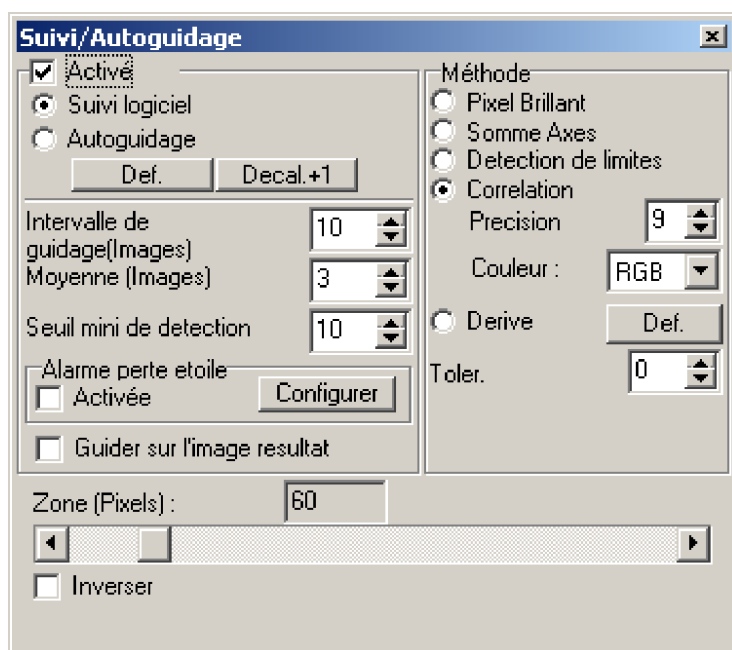 Suivi/Autoguidage
Activé
Suivi logiciel
Autoguidage
Def. Decal.+1
Intervalle de
guidage(Images)
10
Moyenne (Images)
3
Seuil mini de detection
10
Alarme perte etoile
Activée
Configurer
Guider sur l'image resultat
Méthode
Pixel Brillant
Somme Axes
Detection de limites
Correlation
Precision
9
Couleur :
RGB
Derive
Def.
Toler.
0
Zone (Pixels) :
60
Inverser